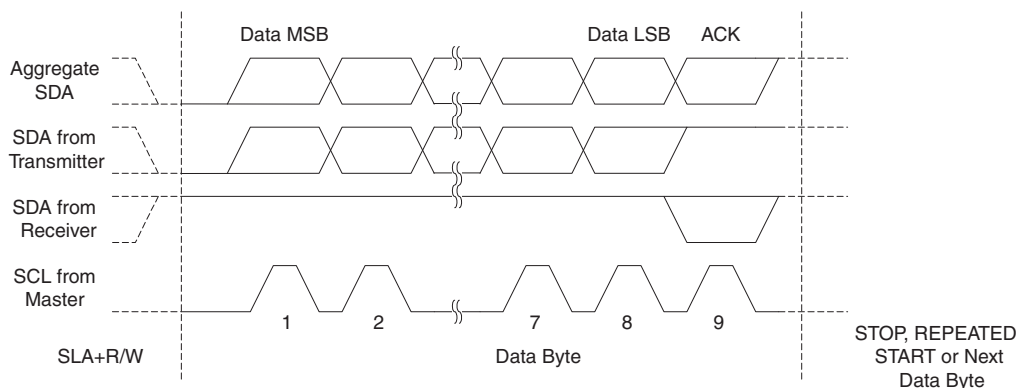 Data MSB
Data LSB
ACK
Aggregate
SDA
SDA from
Transmitter
SDA from
Receiver
SCL from
Master
1
2
7
8
9
SLA+R/W
Data Byte
STOP, REPEATED
START or Next
Data Byte